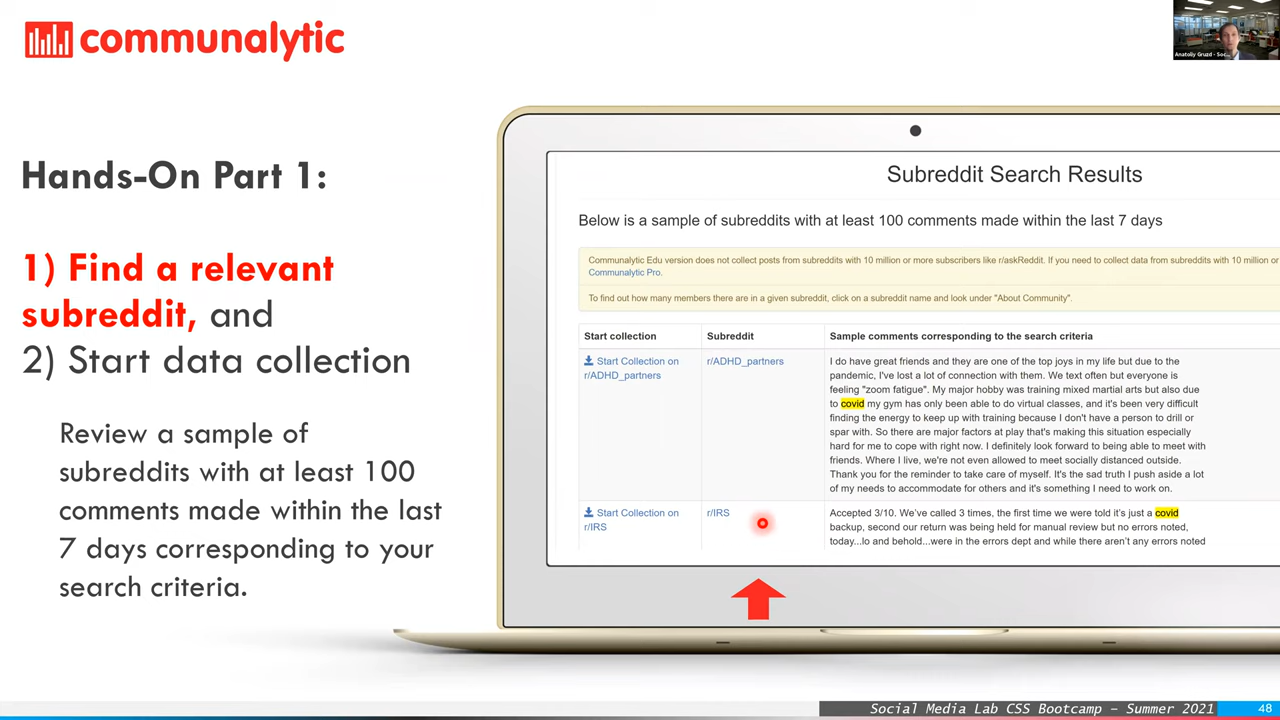 communalytic
Anatoliy Gruzd - Soc...
Hands-On Part 1:
1) Find a relevant
subreddit, and
2) Start data collection
Review a sample of
subreddits with at least 100
comments made within the last
7 days corresponding to your
search criteria.
Subreddit Search Results
Below is a sample of subreddits with at least 100 comments made within the last 7 days
Communalytic Edu version does not collect posts from subreddits with 10 million or more subscribers like r/askReddit. If you need to collect data from subreddits with 10 million or
Communalytic Pro.
To find out how many members there are in a given subreddit, click on a subreddit name and look under "About Community".
Start collection Subreddit Sample comments corresponding to the search criteria
Start Collection on r/ADHD_partners I do have great friends and they are one of the top joys in my life but due to the
r/ADHD_partners pandemic, I've lost a lot of connection with them. We text often but everyone is
feeling "zoom fatigue". My major hobby was training mixed martial arts but also due
to covid my gym has only been able to do virtual classes, and it's been very difficult
finding the energy to keep up with training because I don't have a person to drill or
spar with. So there are major factors at play that's making this situation especially
hard for me to cope with right now. I definitely look forward to being able to meet with
friends. Where I live, we're not even allowed to meet socially distanced outside.
Thank you for the reminder to take care of myself. It's the sad truth I push aside a lot
of my needs to accommodate for others and it's something I need to work on.
Start Collection on r/IRS Accepted 3/10. We've called 3 times, the first time we were told it's just a covid
r/IRS backup, second our return was being held for manual review but no errors noted,
today...lo and behold...were in the errors dept and while there aren't any errors noted
Social Media Lab CSS Bootcamp – Summer 2021 48